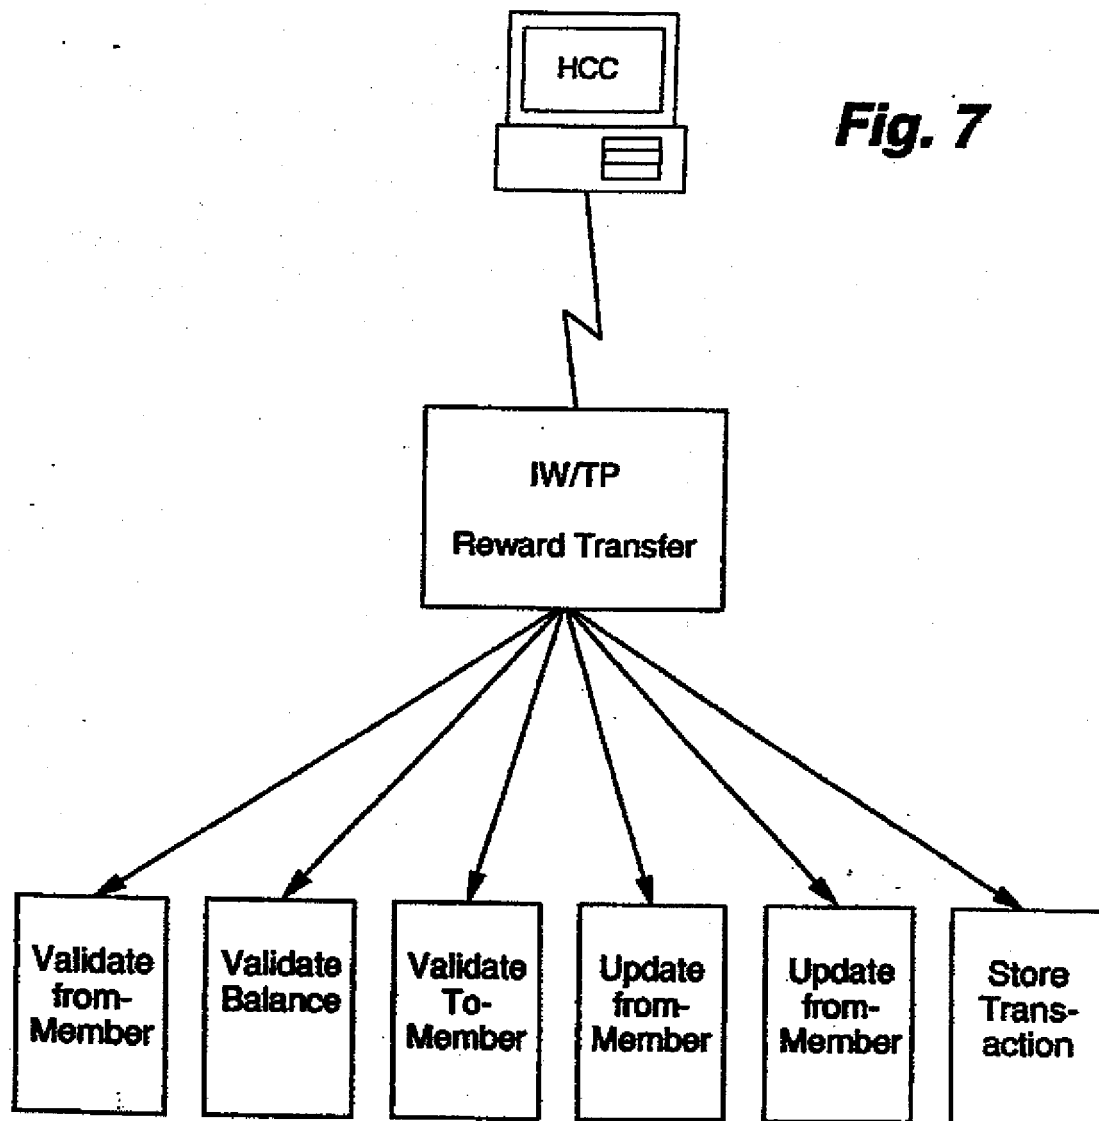 HCC
Fig. 7
IW/TP
Reward Transfer
Validate
from-
Member
Validate
Balance
Validate
To-
Member
Update
from-
Member
Update
from-
Member
Store
Trans-
action